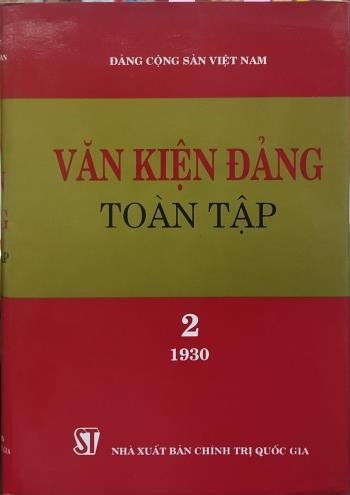 ĐẢNG CỘNG SẢN VIỆT NAM
VĂN KIỆN ĐẢNG
TOÀN TẬP
2
1930
ST
NHÀ XUẤT BẢN CHÍNH TRỊ QUỐC GIA